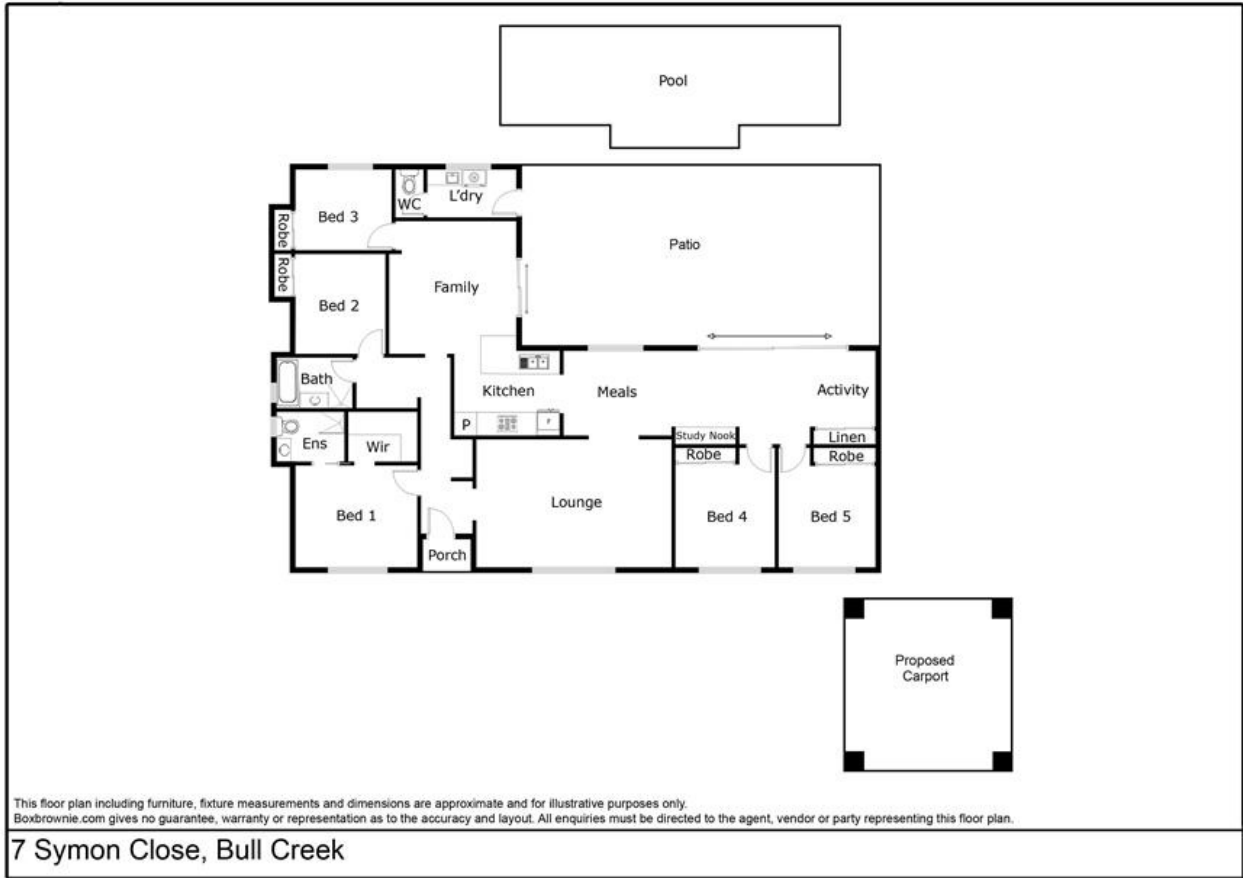 Pool
Bed 3
WC
L'dry
Robe
Patio
Robe
Family
Bed 2
Bath
Kitchen
Meals
Activity
P
F
Ens
Wir
Study Nook
Linen
Robe
Robe
Bed 1
Lounge
Bed 4
Bed 5
Porch
Proposed
Carport
This floor plan including furniture, fixture measurements and dimensions are approximate and for illustrative purposes only.
Boxbrownie.com gives no guarantee, warranty or representation as to the accuracy and layout. All enquiries must be directed to the agent, vendor or party representing this floor plan.
7 Symon Close, Bull Creek